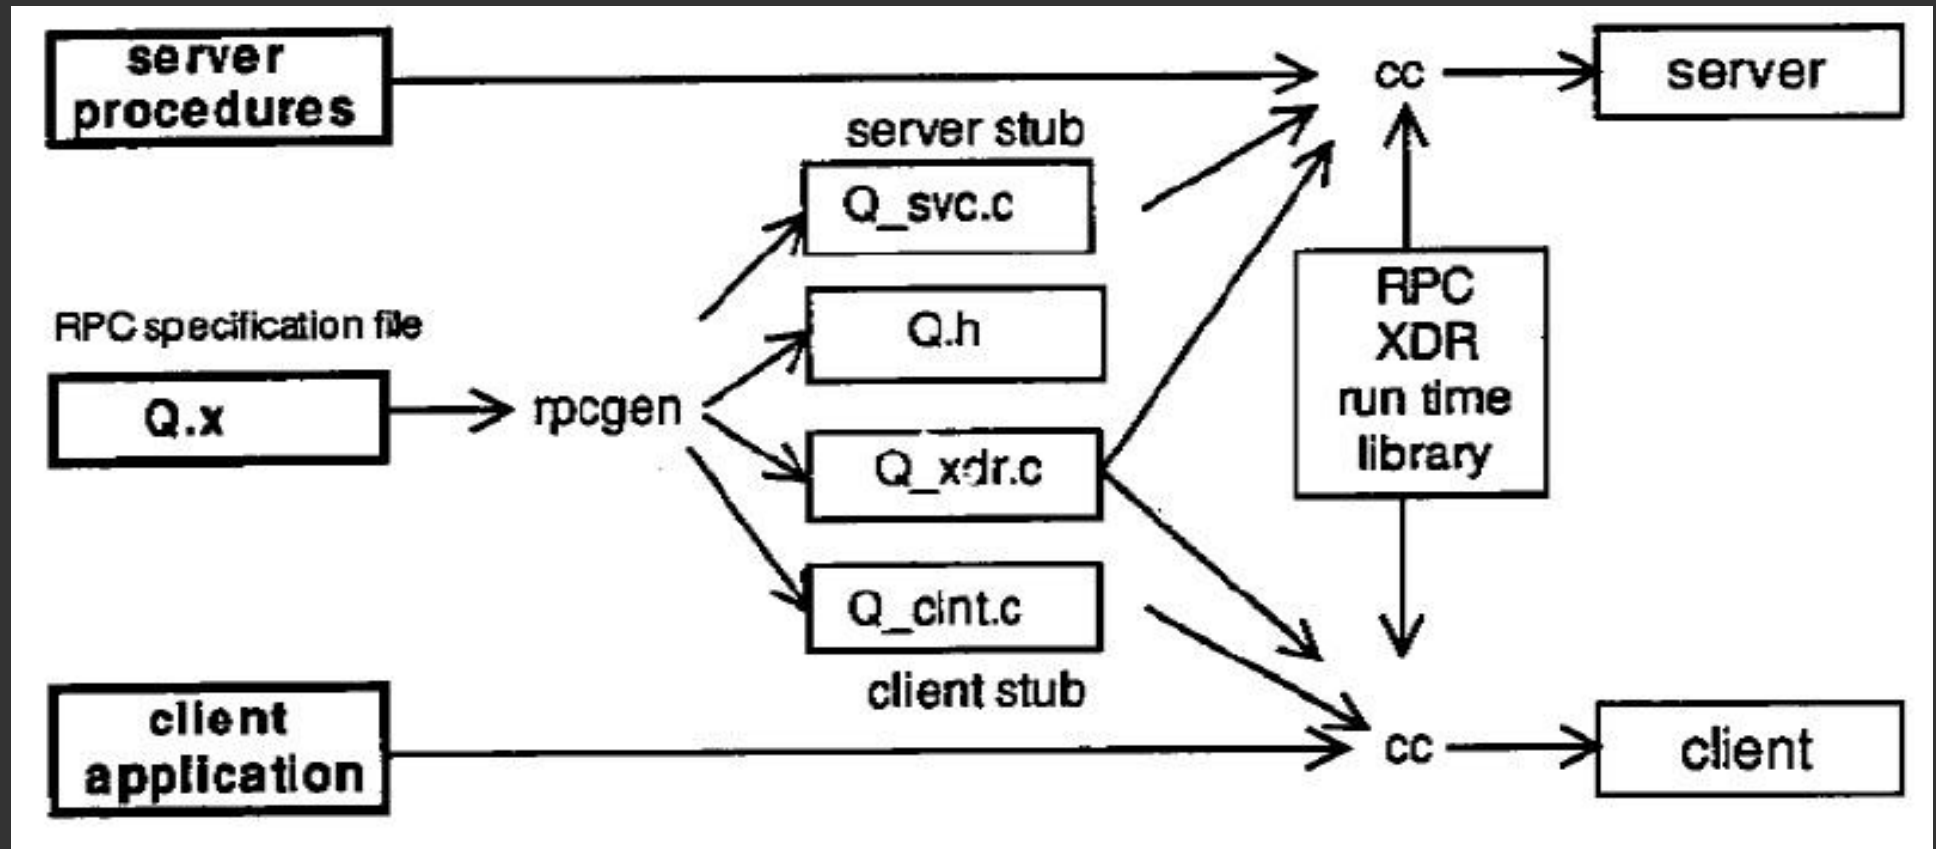 server
procedures
cc
server
server stub
Q_svc.c
RPC specification file
Q.x
rpcgen
Q.h
Q_xdr.c
Q_clnt.c
client stub
RPC
XDR
run time
library
client
application
cc
client